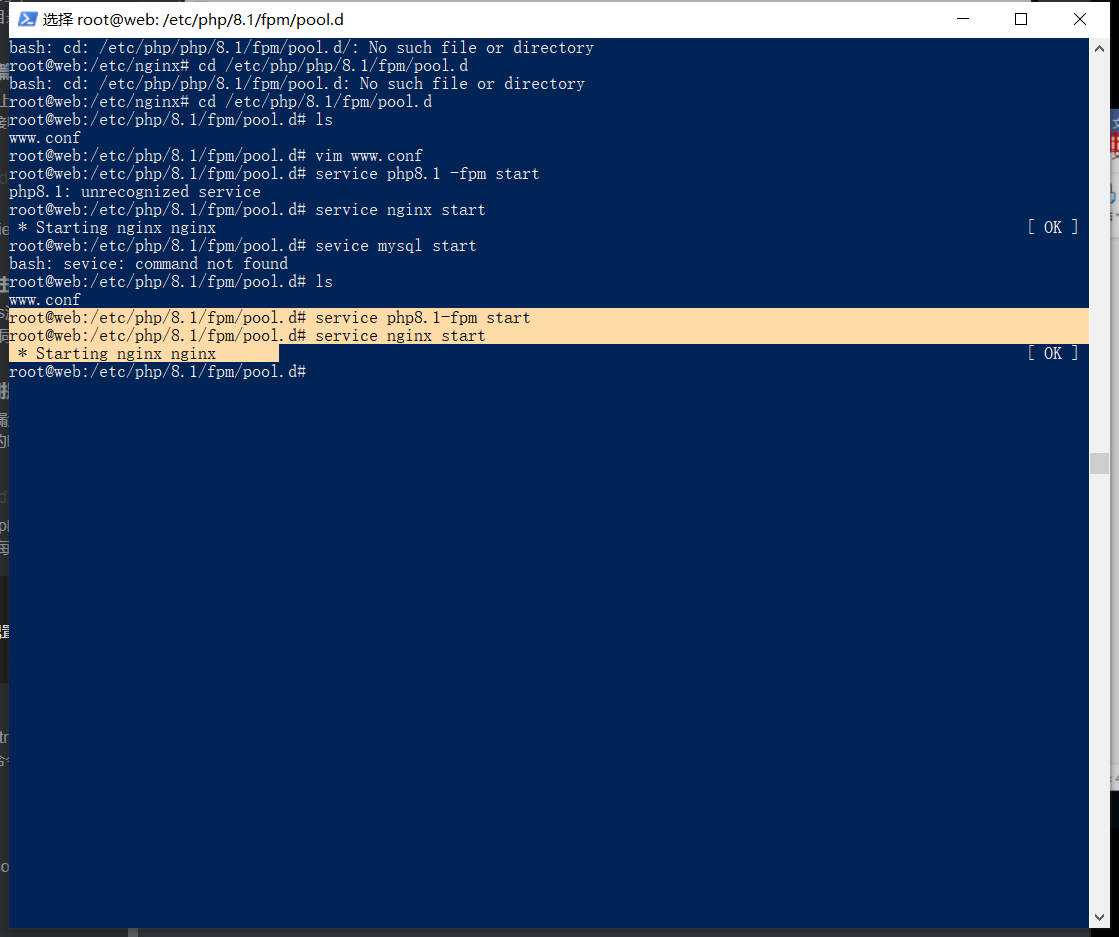 选择 root@web: /etc/php/8.1/fpm/pool.d
bash: cd: /etc/php/php/8.1/fpm/pool.d/: No such file or directory
root@web:/etc/nginx# cd /etc/php/php/8.1/fpm/pool.d
bash: cd: /etc/php/php/8.1/fpm/pool.d: No such file or directory
root@web:/etc/nginx# cd /etc/php/8.1/fpm/pool.d
root@web:/etc/php/8.1/fpm/pool.d# ls
www.conf
root@web:/etc/php/8.1/fpm/pool.d# vim www.conf
root@web:/etc/php/8.1/fpm/pool.d# service php8.1 -fpm start
php8.1: unrecognized service
root@web:/etc/php/8.1/fpm/pool.d# service nginx start
 * Starting nginx nginx [ OK ]
root@web:/etc/php/8.1/fpm/pool.d# sevice mysql start
bash: sevice: command not found
root@web:/etc/php/8.1/fpm/pool.d# ls
www.conf
root@web:/etc/php/8.1/fpm/pool.d# service php8.1-fpm start
root@web:/etc/php/8.1/fpm/pool.d# service nginx start
 * Starting nginx nginx [ OK ]
root@web:/etc/php/8.1/fpm/pool.d#